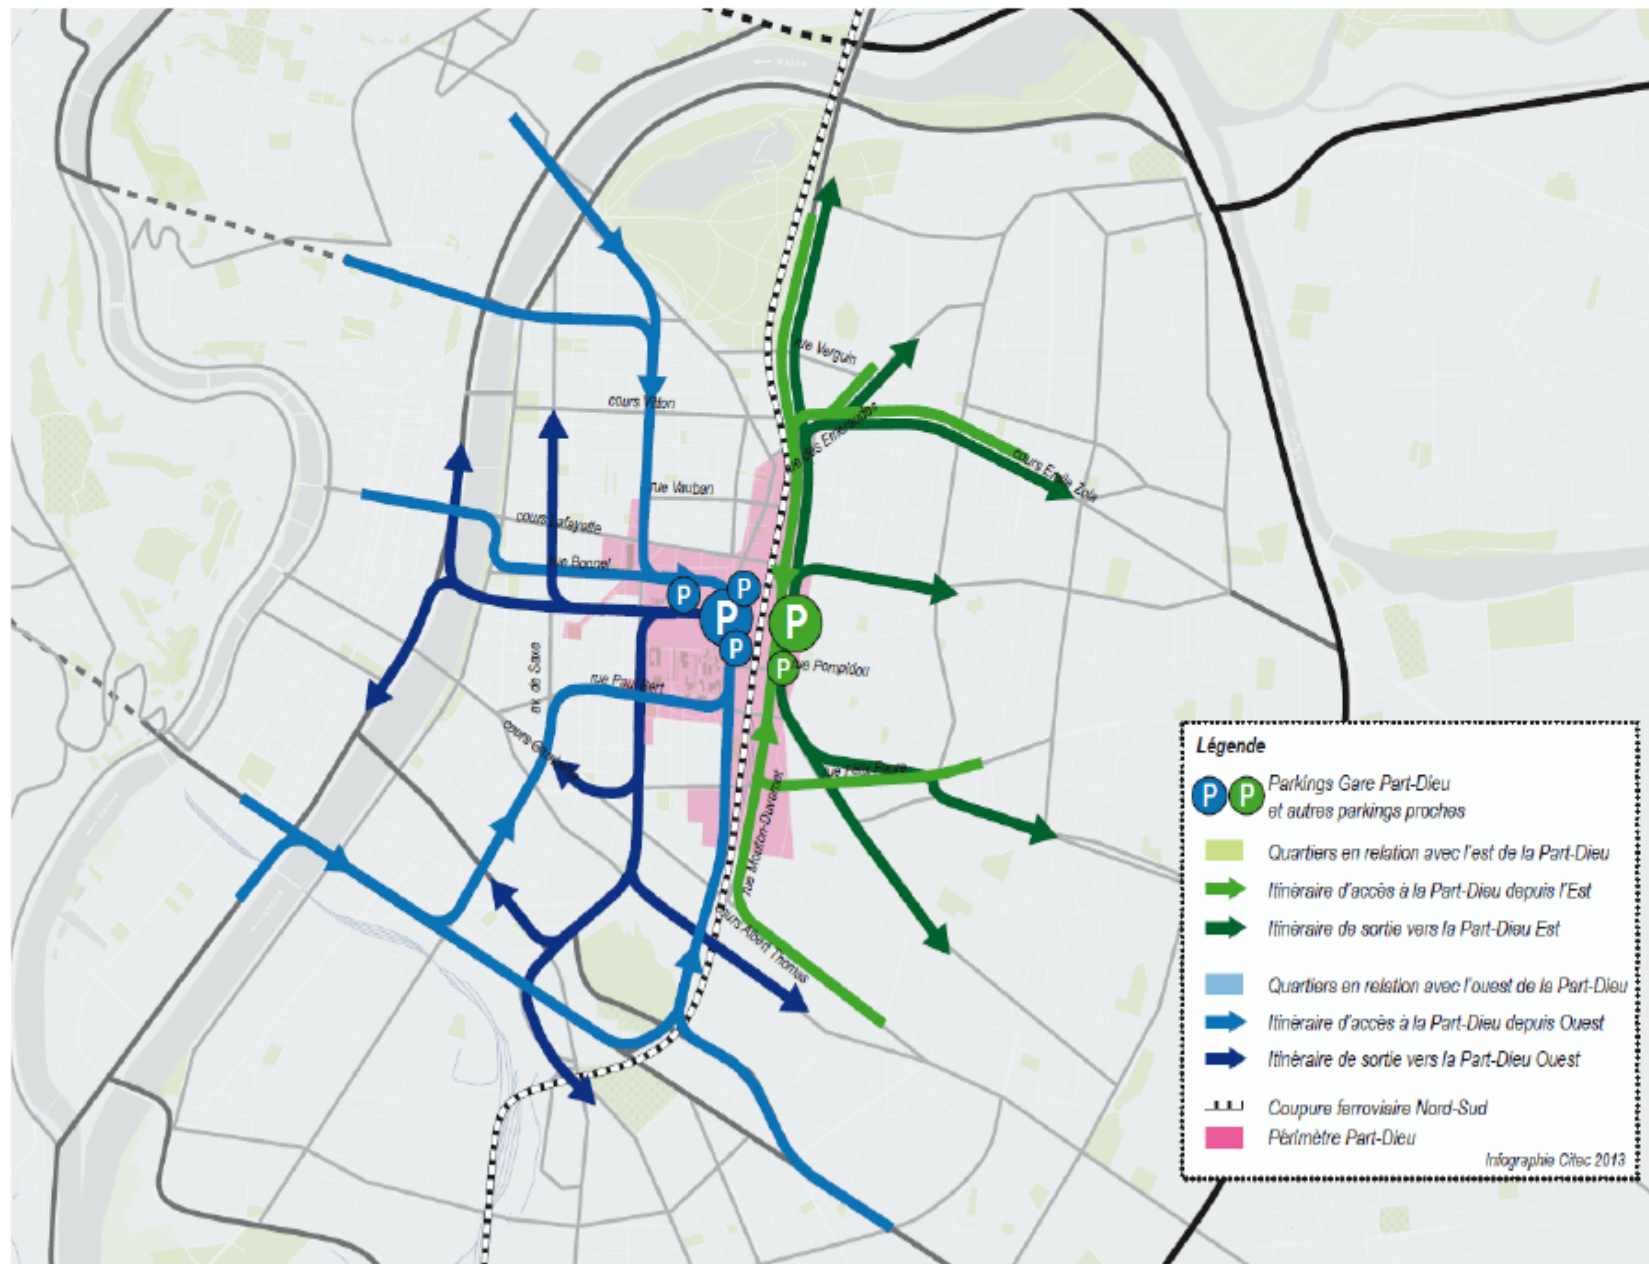 rue Verguin
cours Vitton
rue des Emeraudes
cours Emile Zola
rue Vauban
cours Lafayette
rue Bonnel
P
P
P
P
P
P
rue Pompidou
av. de Saxe
rue Paul Bert
rue Mouton-Duvernet
cours Albert Thomas
Légende
P P Parkings Gare Part-Dieu
et autres parkings proches
Quartiers en relation avec l'est de la Part-Dieu
Itinéraire d'accès à la Part-Dieu depuis l'Est
Itinéraire de sortie vers la Part-Dieu Est
Quartiers en relation avec l'ouest de la Part-Dieu
Itinéraire d'accès à la Part-Dieu depuis Ouest
Itinéraire de sortie vers la Part-Dieu Ouest
Coupure ferroviaire Nord-Sud
Périmètre Part-Dieu
Infographie Citec 2013